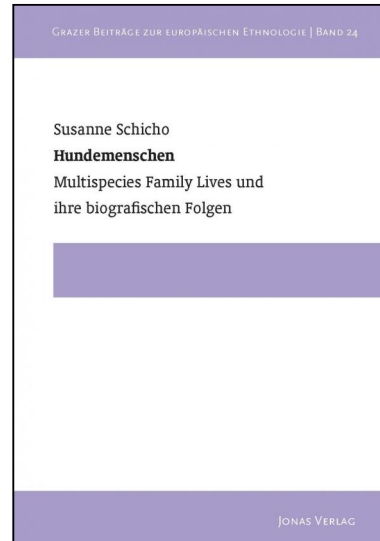 Grazer Beiträge zur europäischen Ethnologie | Band 24
Susanne Schicho
Hundemenschen
Multispecies Family Lives und
ihre biografischen Folgen
Jonas Verlag